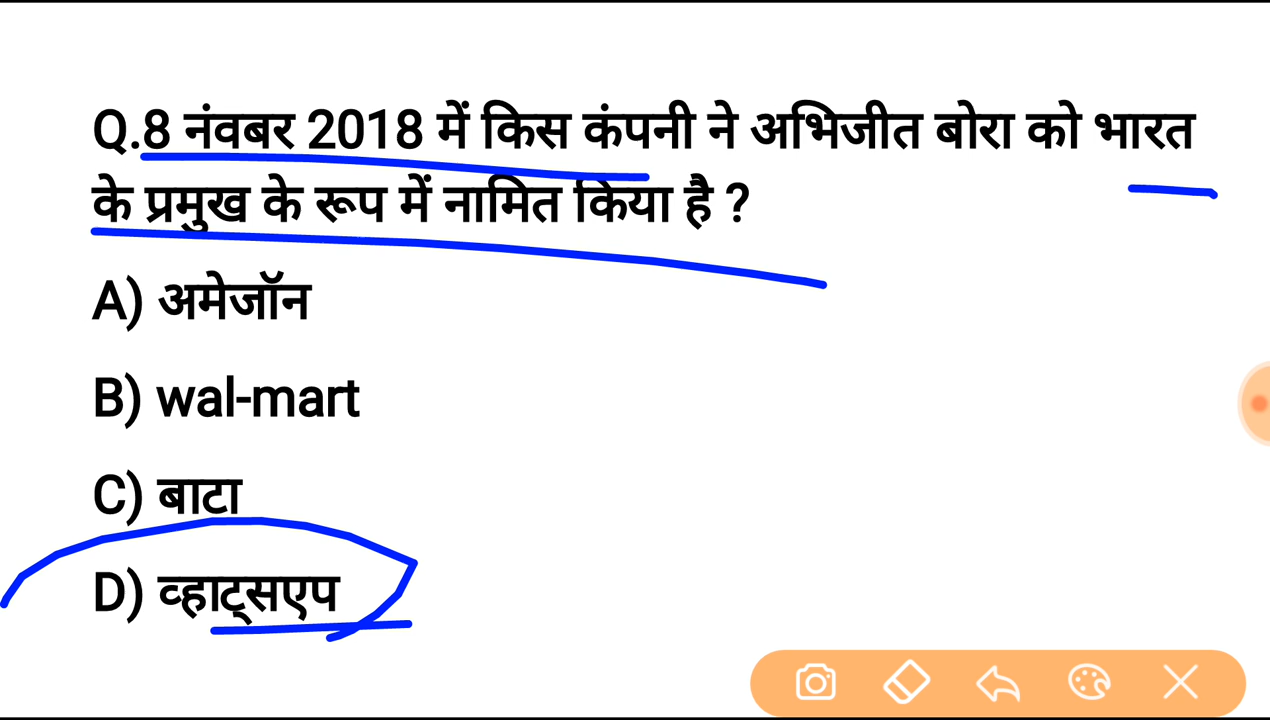 Q.8 नंवबर 2018 में किस कंपनी ने अभिजीत बोरा को भारत
के प्रमुख के रूप में नामित किया है ?
A) अमेजॉन
B) wal-mart
C) बाटा
D) व्हाट्सएप